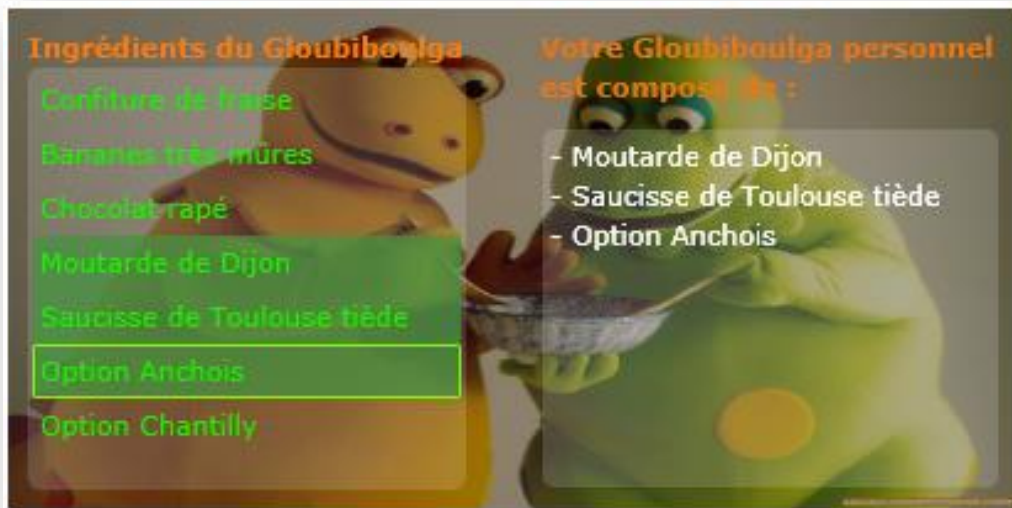 Ingrédients du Gloubiboulga
Confiture de fraise
Bananes très mûres
Chocolat rapé
Moutarde de Dijon
Saucisse de Toulouse tiède
Option Anchois
Option Chantilly
Votre Gloubiboulga personnel
est composé de :
- Moutarde de Dijon
- Saucisse de Toulouse tiède
- Option Anchois